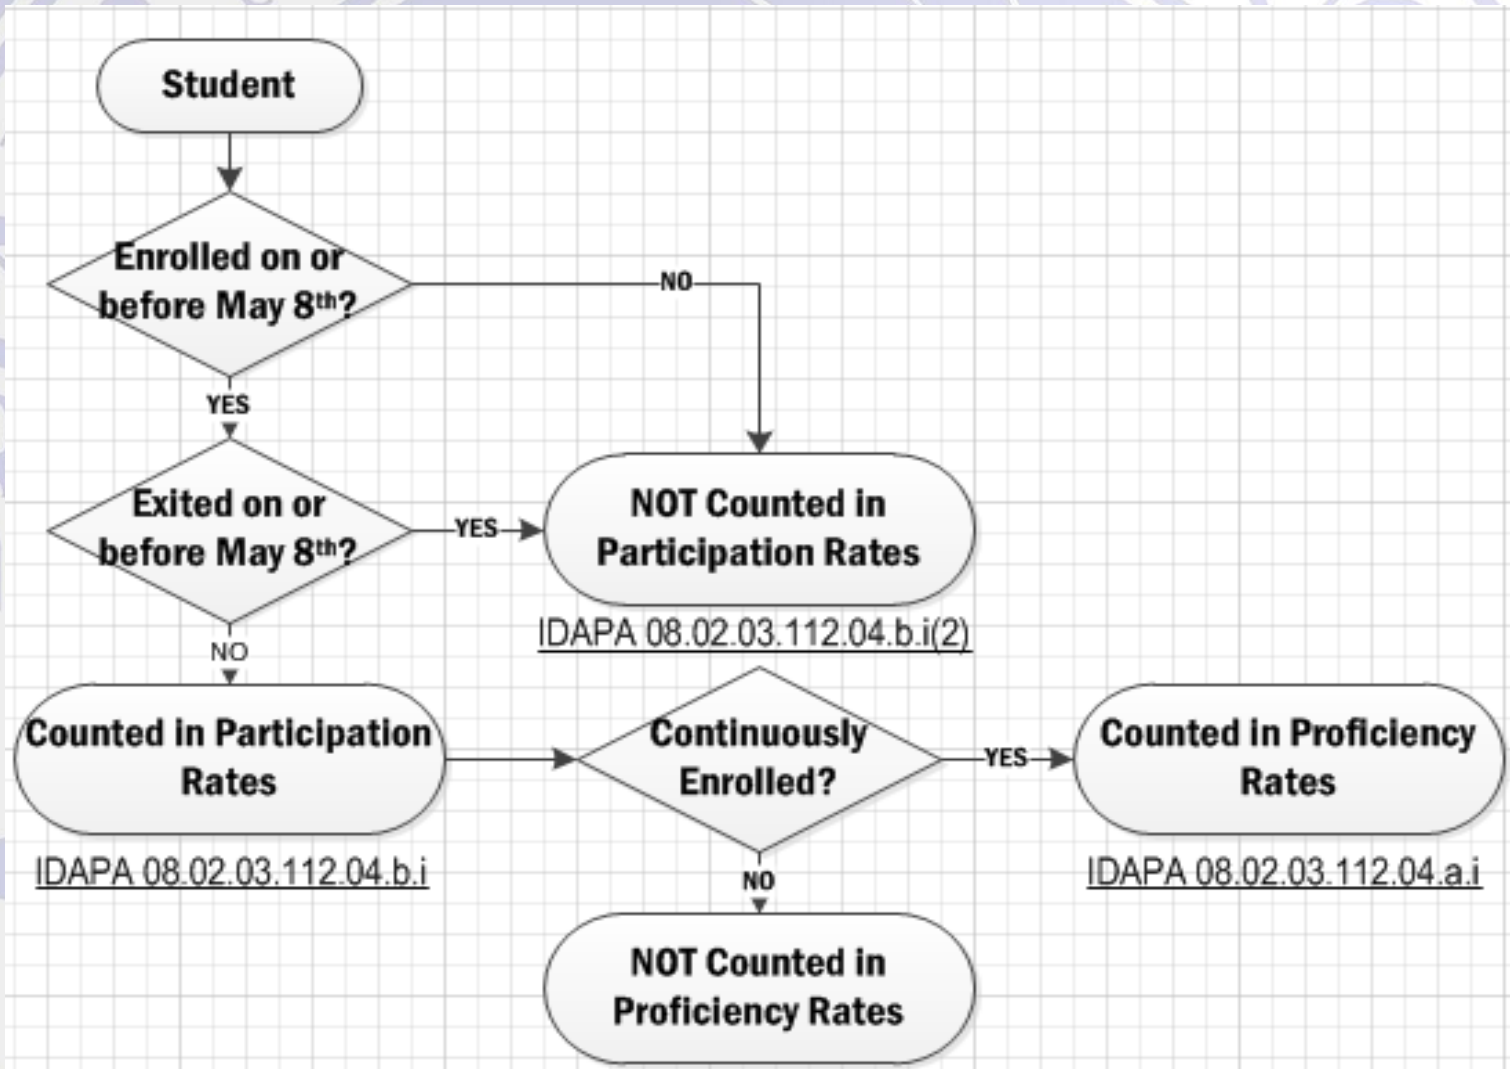 Student
Enrolled on or
before May 8th?
NO
YES
Exited on or
before May 8th?
YES
NOT Counted in
Participation Rates
IDAPA 08.02.03.112.04.b.i(2)
NO
Counted in Participation
Rates
IDAPA 08.02.03.112.04.b.i
Continuously
Enrolled?
YES
Counted in Proficiency
Rates
IDAPA 08.02.03.112.04.a.i
NO
NOT Counted in
Proficiency Rates